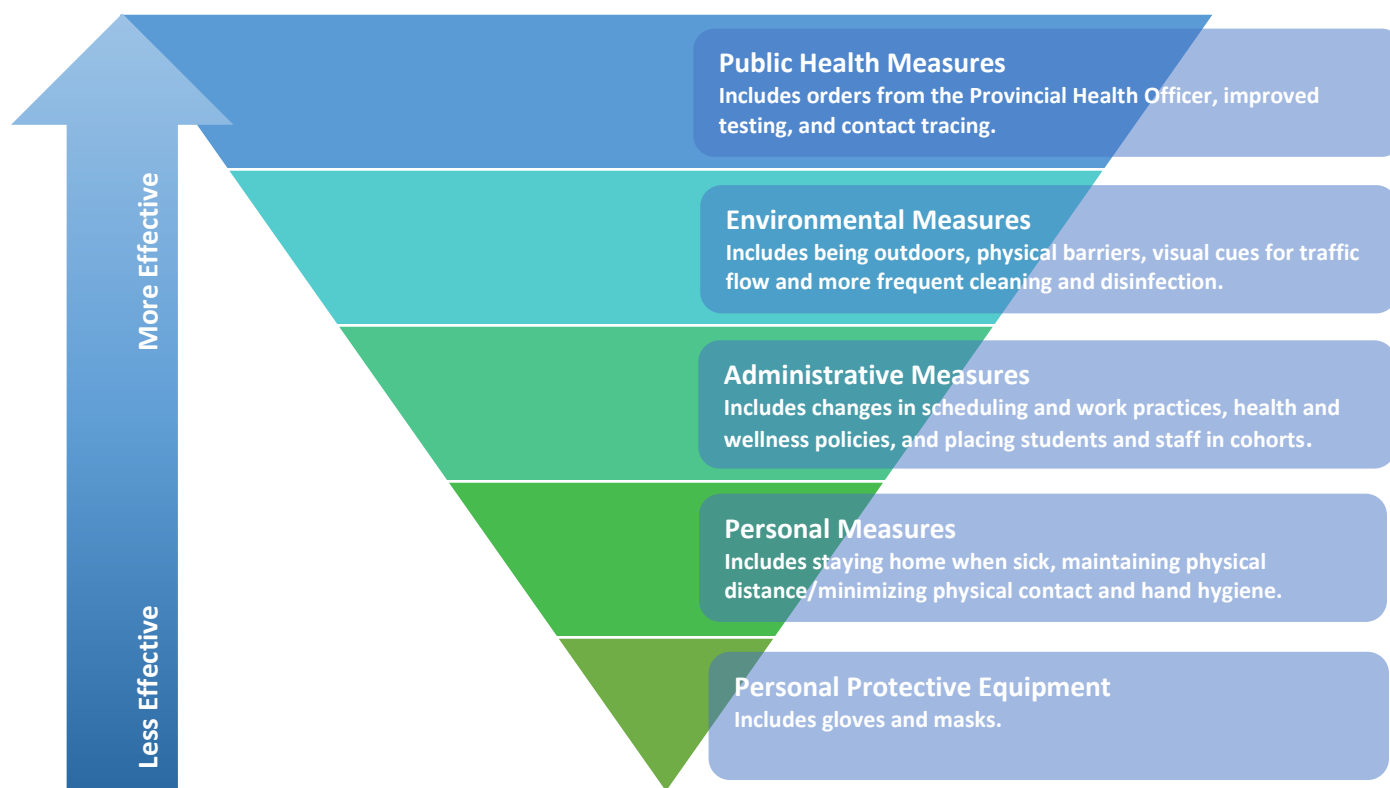 Public Health Measures
Includes orders from the Provincial Health Officer, improved
testing, and contact tracing.
More Effective
Environmental Measures
Includes being outdoors, physical barriers, visual cues for traffic
flow and more frequent cleaning and disinfection.
Administrative Measures
Includes changes in scheduling and work practices, health and
wellness policies, and placing students and staff in cohorts.
Personal Measures
Includes staying home when sick, maintaining physical
distance/minimizing physical contact and hand hygiene.
Less Effective
Personal Protective Equipment
Includes gloves and masks.